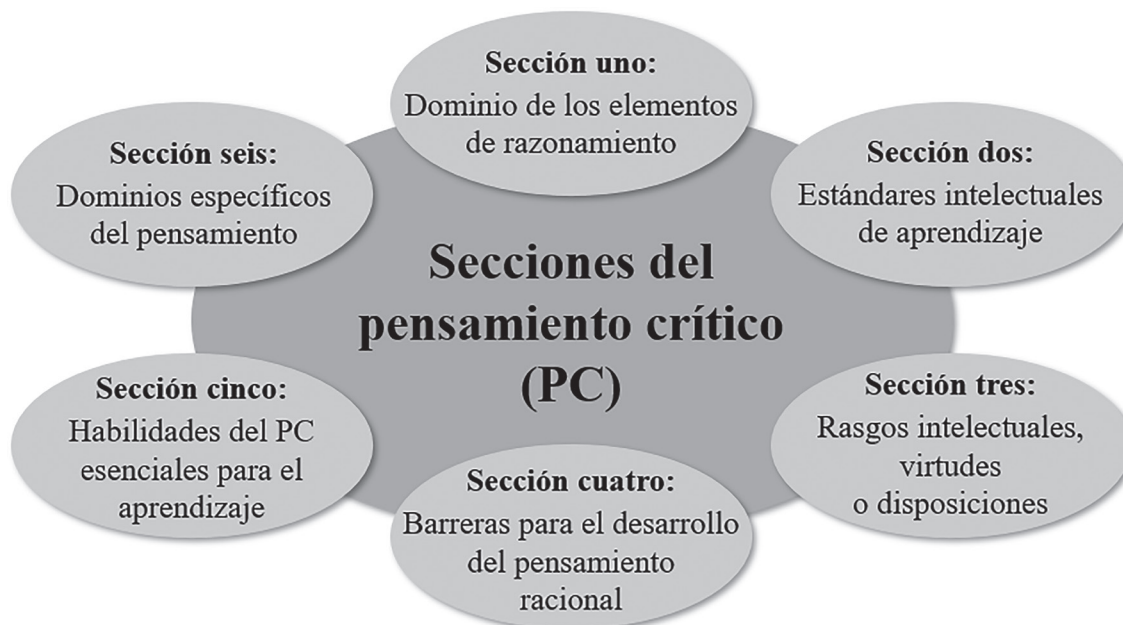 Sección uno:
Dominio de los elementos
de razonamiento
Sección seis:
Dominios específicos
del pensamiento
Sección dos:
Estándares intelectuales
de aprendizaje
Secciones del
pensamiento crítico
(PC)
Sección cinco:
Habilidades del PC
esenciales para el
aprendizaje
Sección tres:
Rasgos intelectuales,
virtudes
o disposiciones
Sección cuatro:
Barreras para el desarrollo
del pensamiento
racional